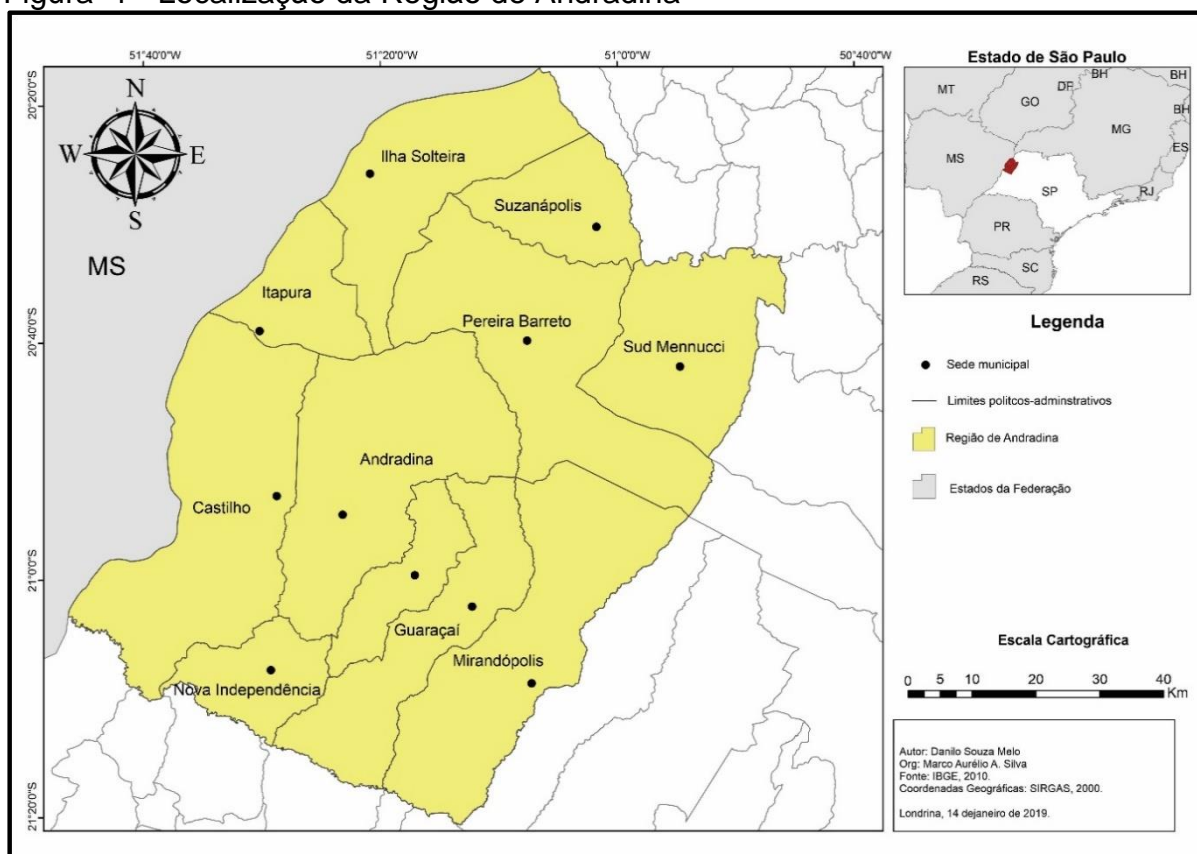 Figura 1 - Localização da Região de Andradina
51°40'0"W
51°20'0"W
51°0'0"W
50°40'0"W
20°20'0"S
20°40'0"S
21°0'0"S
21°20'0"S
N
W
E
S
MS
Ilha Solteira
Suzanápolis
Itapura
Pereira Barreto
Sud Mennucci
Andradina
Castilho
Guaraçaí
Mirandópolis
Nova Independência
Estado de São Paulo
MT
GO
DF
BH
BH
BH
MG
ES
MS
SP
RJ
PR
SC
RS
Legenda
Sede municipal
Limites politcos-adminstrativos
Região de Andradina
Estados da Federação
Escala Cartográfica
0 5 10 20 30 40
Km
Autor: Danilo Souza Melo
Org: Marco Aurélio A. Silva
Fonte: IBGE, 2010.
Coordenadas Geográficas: SIRGAS, 2000.
Londrina, 14 dejaneiro de 2019.